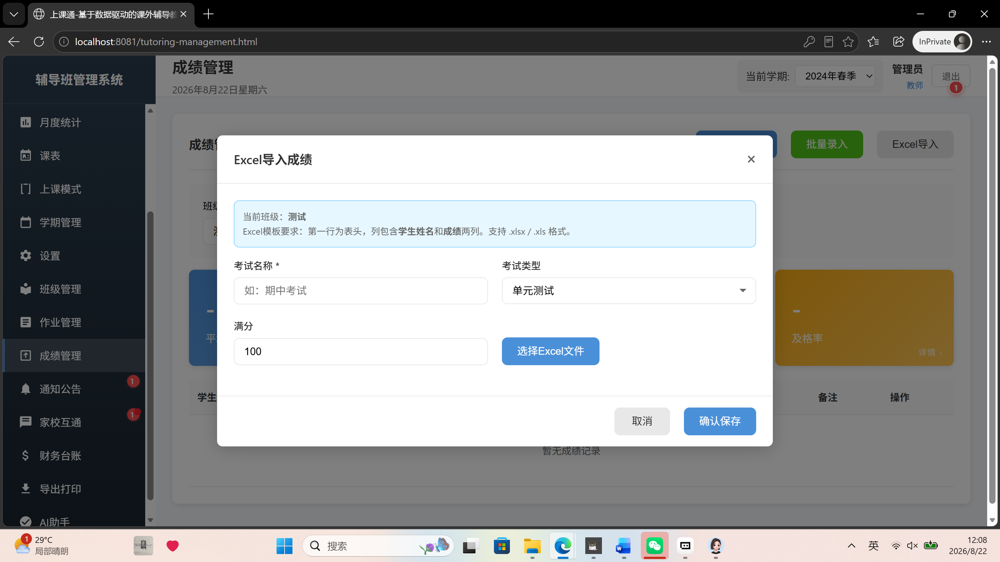 上课通-基于数据驱动的课外辅导教
localhost:8081/tutoring-management.html
InPrivate
辅导班管理系统
月度统计
课表
上课模式
学期管理
设置
班级管理
作业管理
成绩管理
通知公告
1
家校互通
1
财务台账
导出打印
AI助手
成绩管理
2026年8月22日星期六
当前学期:
2024年春季
管理员
教师
退出
1
成绩
批量录入
Excel导入
班
Excel导入成绩
×
当前班级：测试
Excel模板要求：第一行为表头，列包含学生姓名和成绩两列。支持 .xlsx / .xls 格式。
考试名称 *
考试类型
如：期中考试
单元测试
满分
100
选择Excel文件
取消
确认保存
-
平
-
及格率
详情 ›
学生
备注
操作
暂无成绩记录
1
29°C
局部晴朗
搜索
英
12:08
2026/8/22